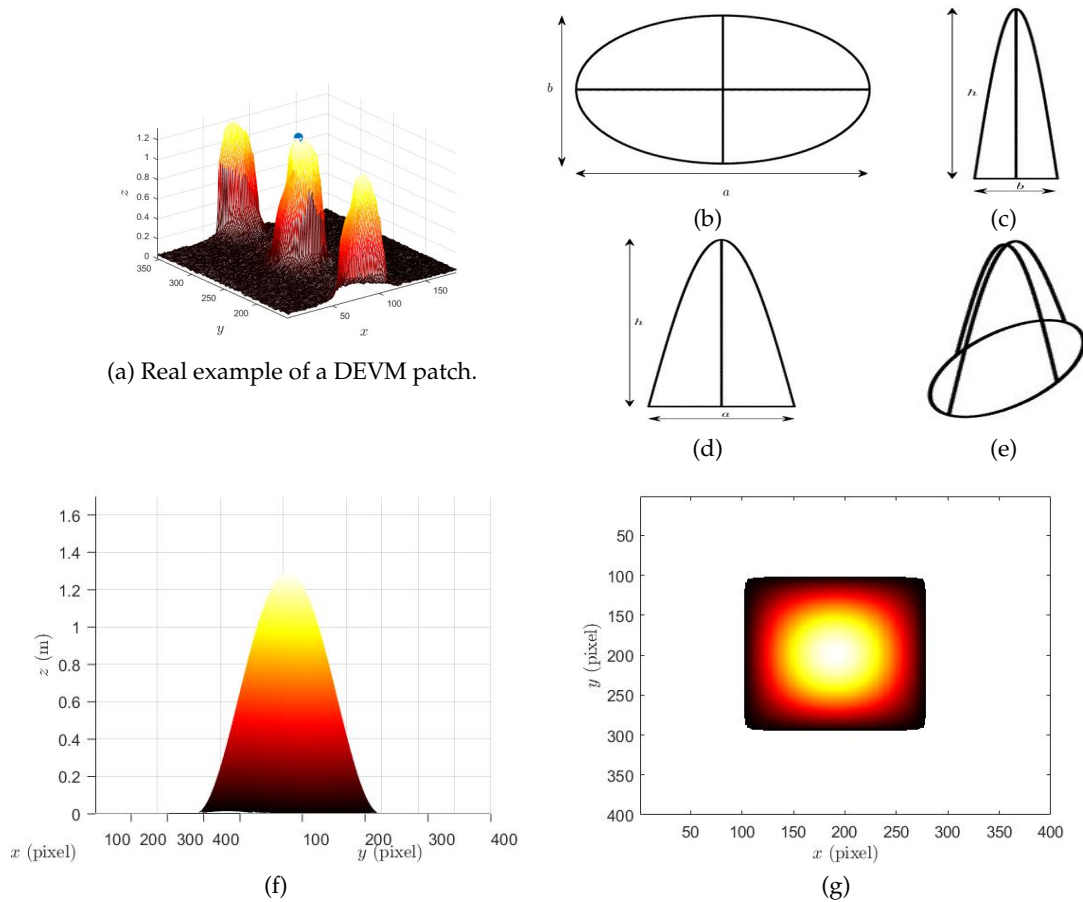 1.2
1
0.8
0.6
0.4
0.2
0
z
350
300
250
200
y
50
100
150
x
(a) Real example of a DEVM patch.
b
a
(b)
h
b
(c)
h
a
(d)
(e)
1.6
1.4
1.2
1
0.8
0.6
0.4
0.2
0
z (m)
100 200 300 400 100 200 300 400
x (pixel) y (pixel)
(f)
50
100
150
200
250
300
350
400
y (pixel)
50 100 150 200 250 300 350 400
x (pixel)
(g)